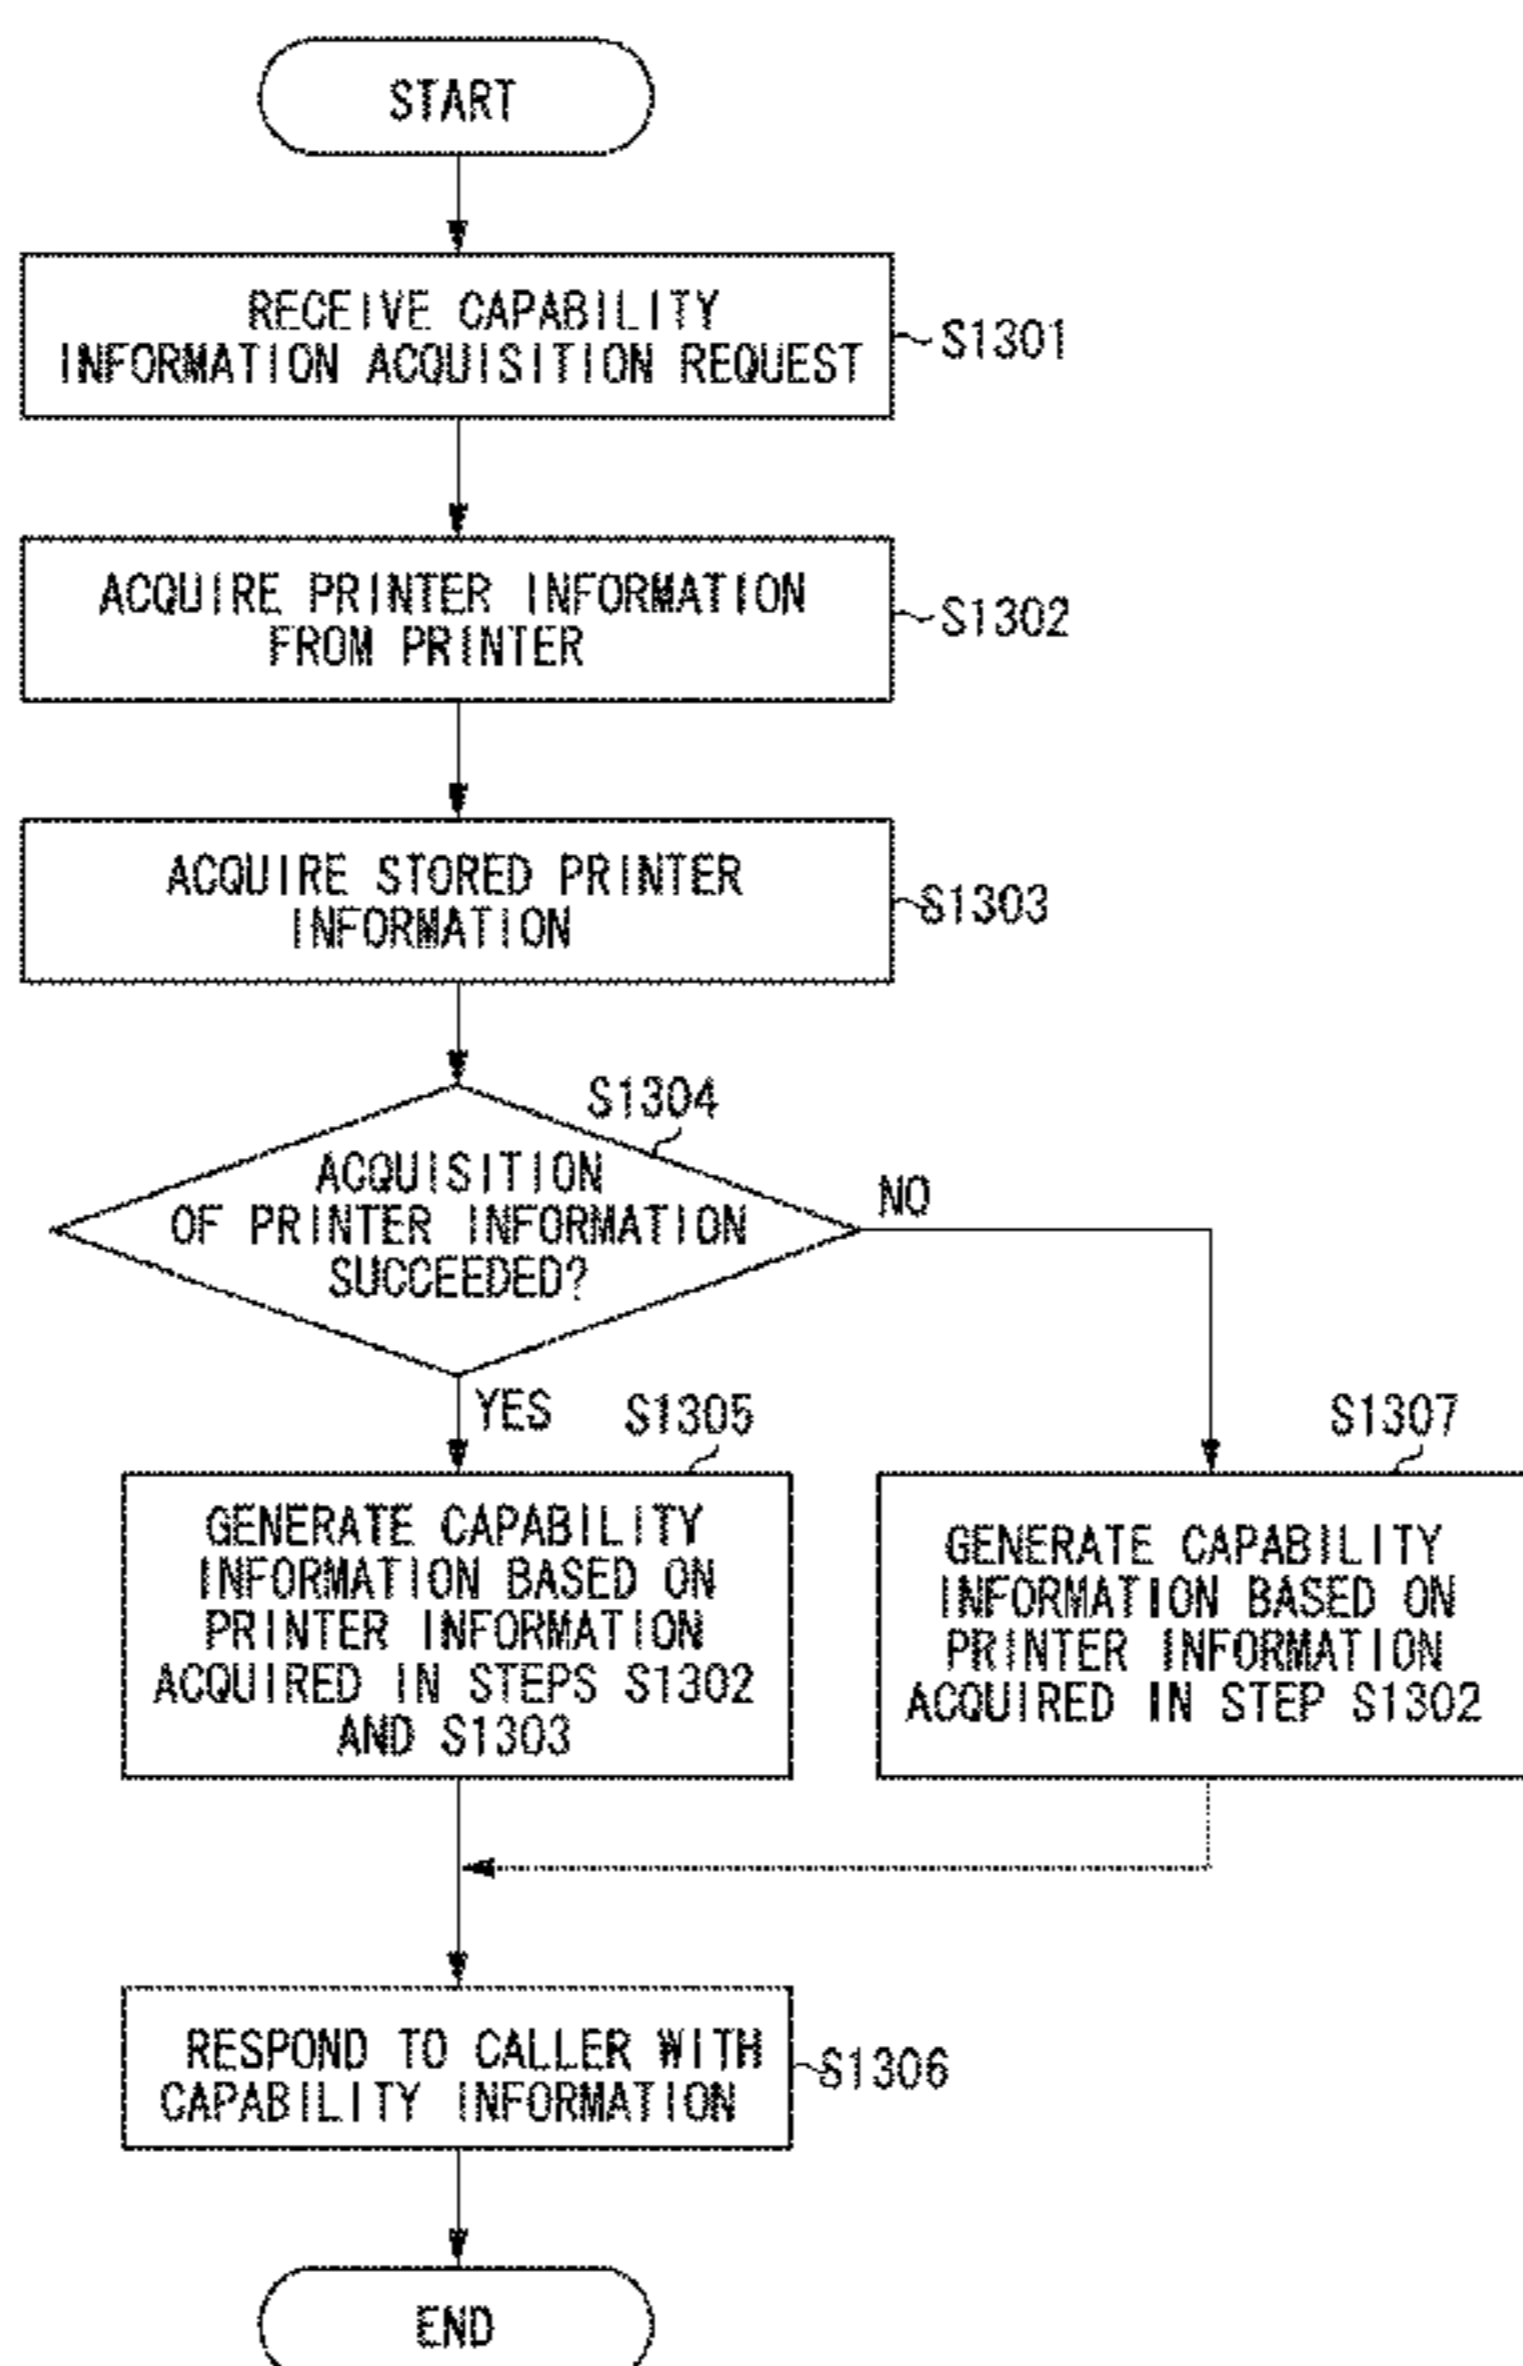 START
RECEIVE CAPABILITY
INFORMATION ACQUISITION REQUEST
S1301
ACQUIRE PRINTER INFORMATION
FROM PRINTER
S1302
ACQUIRE STORED PRINTER
INFORMATION
S1303
S1304
ACQUISITION
OF PRINTER INFORMATION
SUCCEEDED?
NO
YES
S1305
GENERATE CAPABILITY
INFORMATION BASED ON
PRINTER INFORMATION
ACQUIRED IN STEPS S1302
AND S1303
S1307
GENERATE CAPABILITY
INFORMATION BASED ON
PRINTER INFORMATION
ACQUIRED IN STEP S1302
RESPOND TO CALLER WITH
CAPABILITY INFORMATION
S1306
END